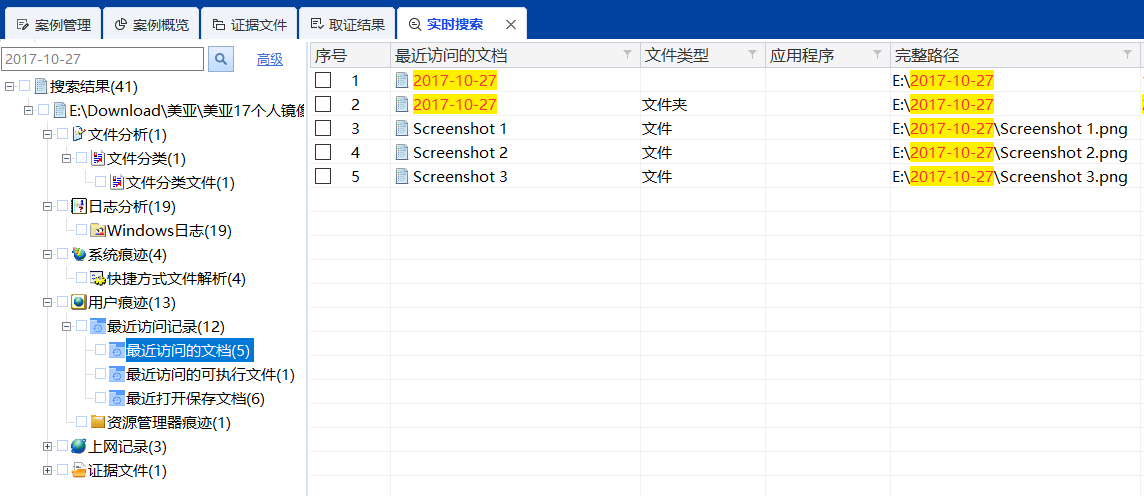 案例管理 案例概览 证据文件 取证结果 实时搜索
2017-10-27 高级
搜索结果(41)
E:\Download\美亚\美亚17个人镜像
文件分析(1)
文件分类(1)
文件分类文件(1)
日志分析(19)
Windows日志(19)
系统痕迹(4)
快捷方式文件解析(4)
用户痕迹(13)
最近访问记录(12)
最近访问的文档(5)
最近访问的可执行文件(1)
最近打开保存文档(6)
资源管理器痕迹(1)
上网记录(3)
证据文件(1)
序号 最近访问的文档 文件类型 应用程序 完整路径
1 2017-10-27 E:\2017-10-27
2 2017-10-27 文件夹 E:\2017-10-27
3 Screenshot 1 文件 E:\2017-10-27\Screenshot 1.png
4 Screenshot 2 文件 E:\2017-10-27\Screenshot 2.png
5 Screenshot 3 文件 E:\2017-10-27\Screenshot 3.png